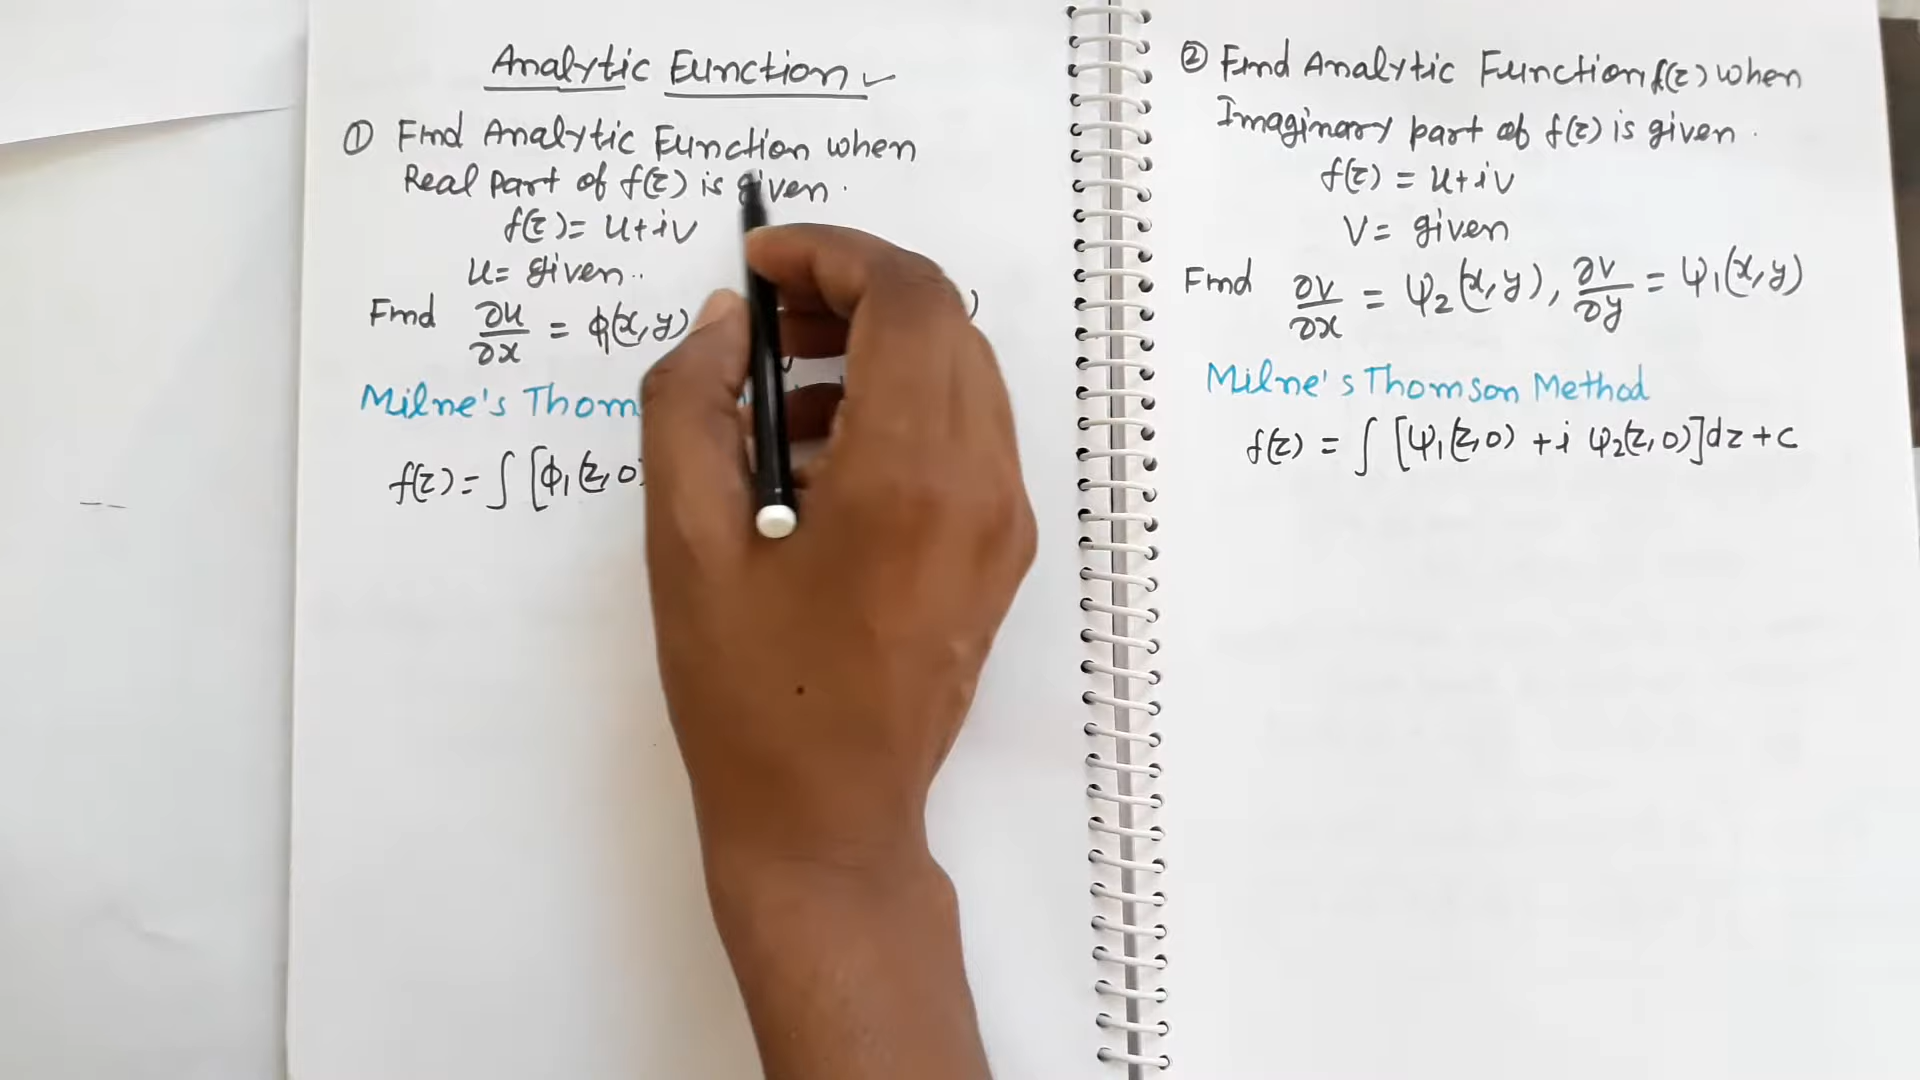 Analytic Function
① Find Analytic Function when
Real Part of f(z) is given.
f(z) = u+iv
u = given..
Find ∂u/∂x = ϕ₁(x,y) )
Milne's Thom
f(z) = ∫ [ϕ₁(z,0)
② Find Analytic Function f(z) when
Imaginary part of f(z) is given.
f(z) = u+iv
V = given
Find ∂v/∂x = ψ₂(x,y), ∂v/∂y = ψ₁(x,y)
Milne's Thomson Method
f(z) = ∫ [ψ₁(z,0) + i ψ₂(z,0)]dz + c